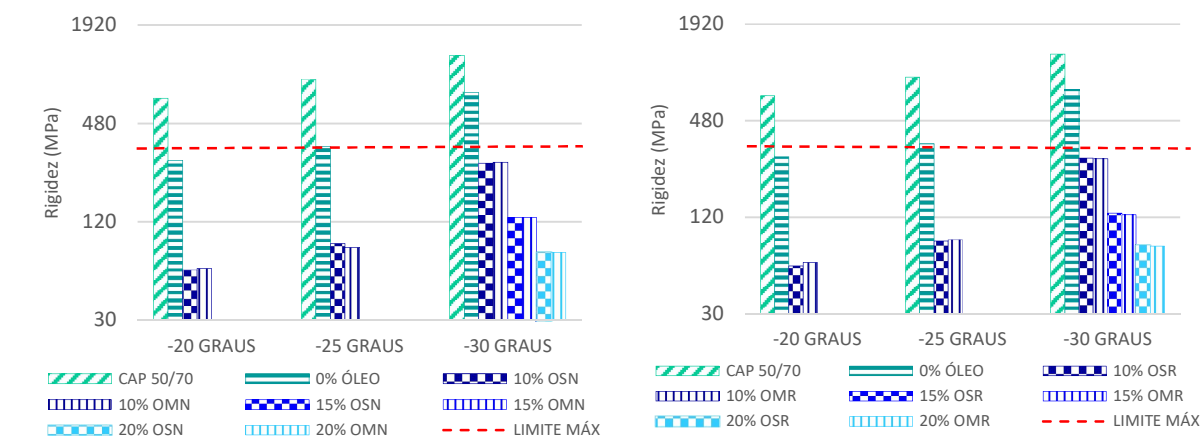 1920
480
120
30
Rigidez (MPa)
-20 GRAUS -25 GRAUS -30 GRAUS
CAP 50/70 0% ÓLEO 10% OSN
10% OMN 15% OSN 15% OMN
20% OSN 20% OMN LIMITE MÁX
1920
480
120
30
Rigidez (MPa)
-20 GRAUS -25 GRAUS -30 GRAUS
CAP 50/70 0% ÓLEO 10% OSR
10% OMR 15% OSR 15% OMR
20% OSR 20% OMR LIMITE MÁX